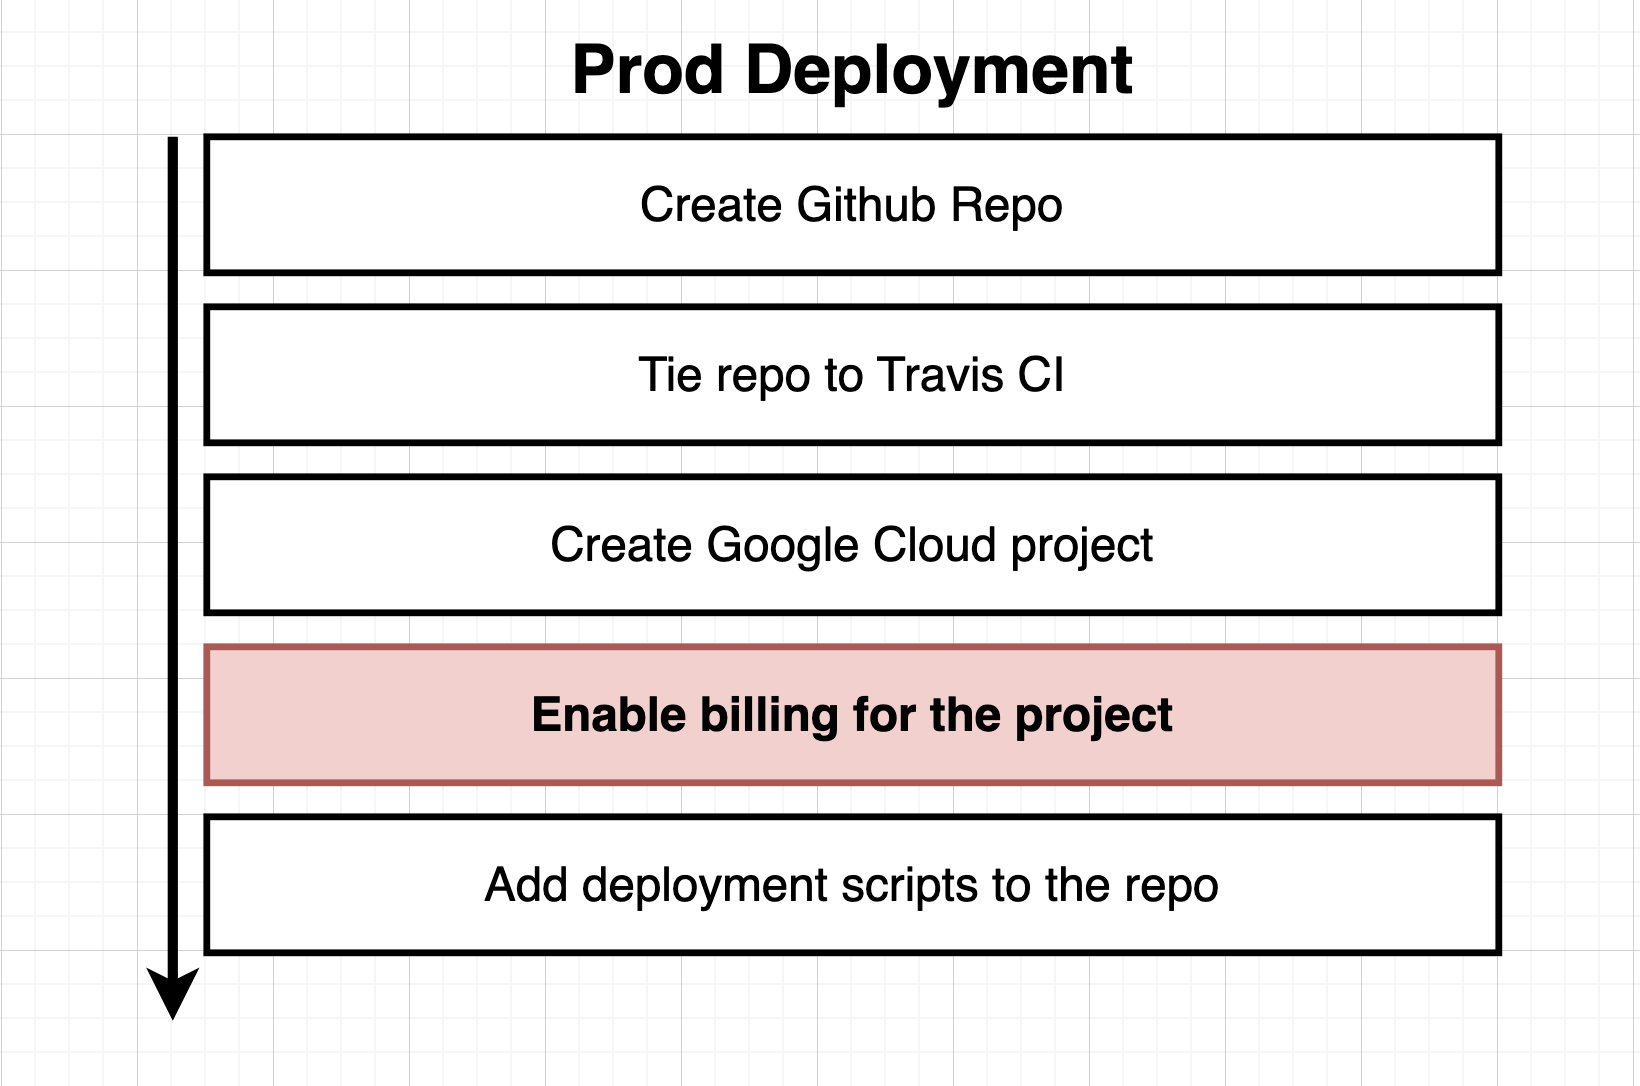 Prod Deployment
Create Github Repo
Tie repo to Travis CI
Create Google Cloud project
Enable billing for the project
Add deployment scripts to the repo